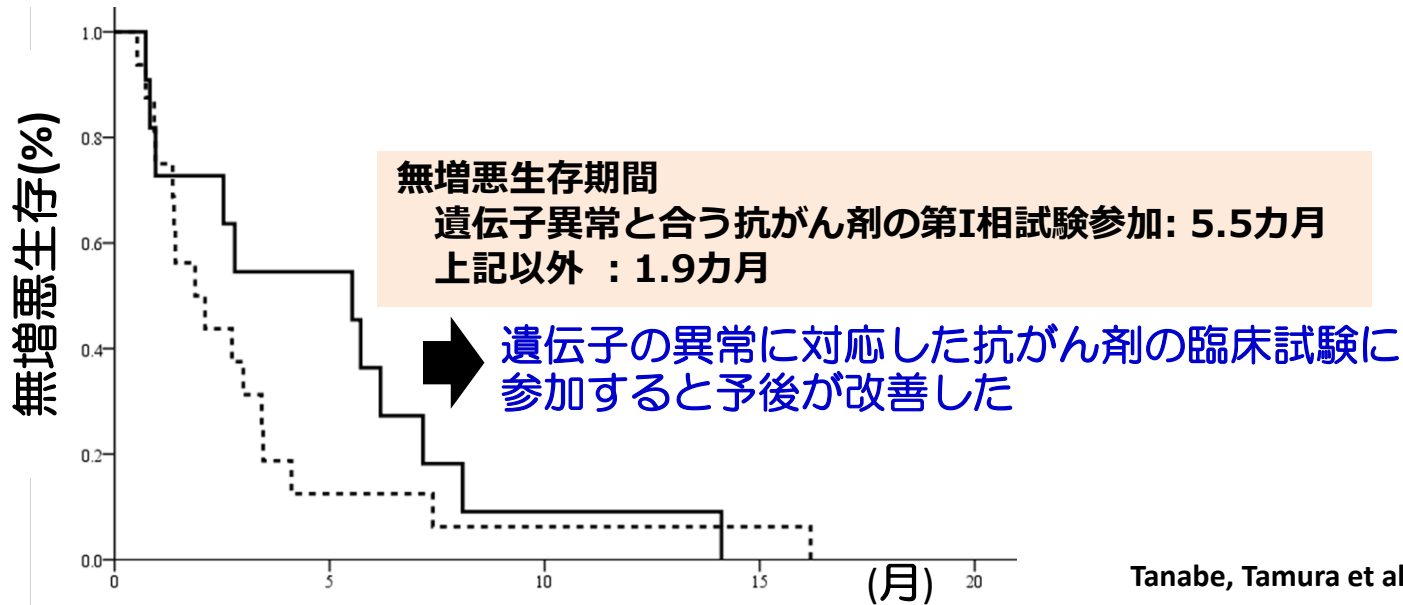 無増悪生存(%)
1.0
0.8
0.6
0.4
0.2
0.0
無増悪生存期間
遺伝子異常と合う抗がん剤の第I相試験参加: 5.5カ月
上記以外 : 1.9カ月
遺伝子の異常に対応した抗がん剤の臨床試験に
参加すると予後が改善した
0 5 10 15 20
(月)
Tanabe, Tamura et al